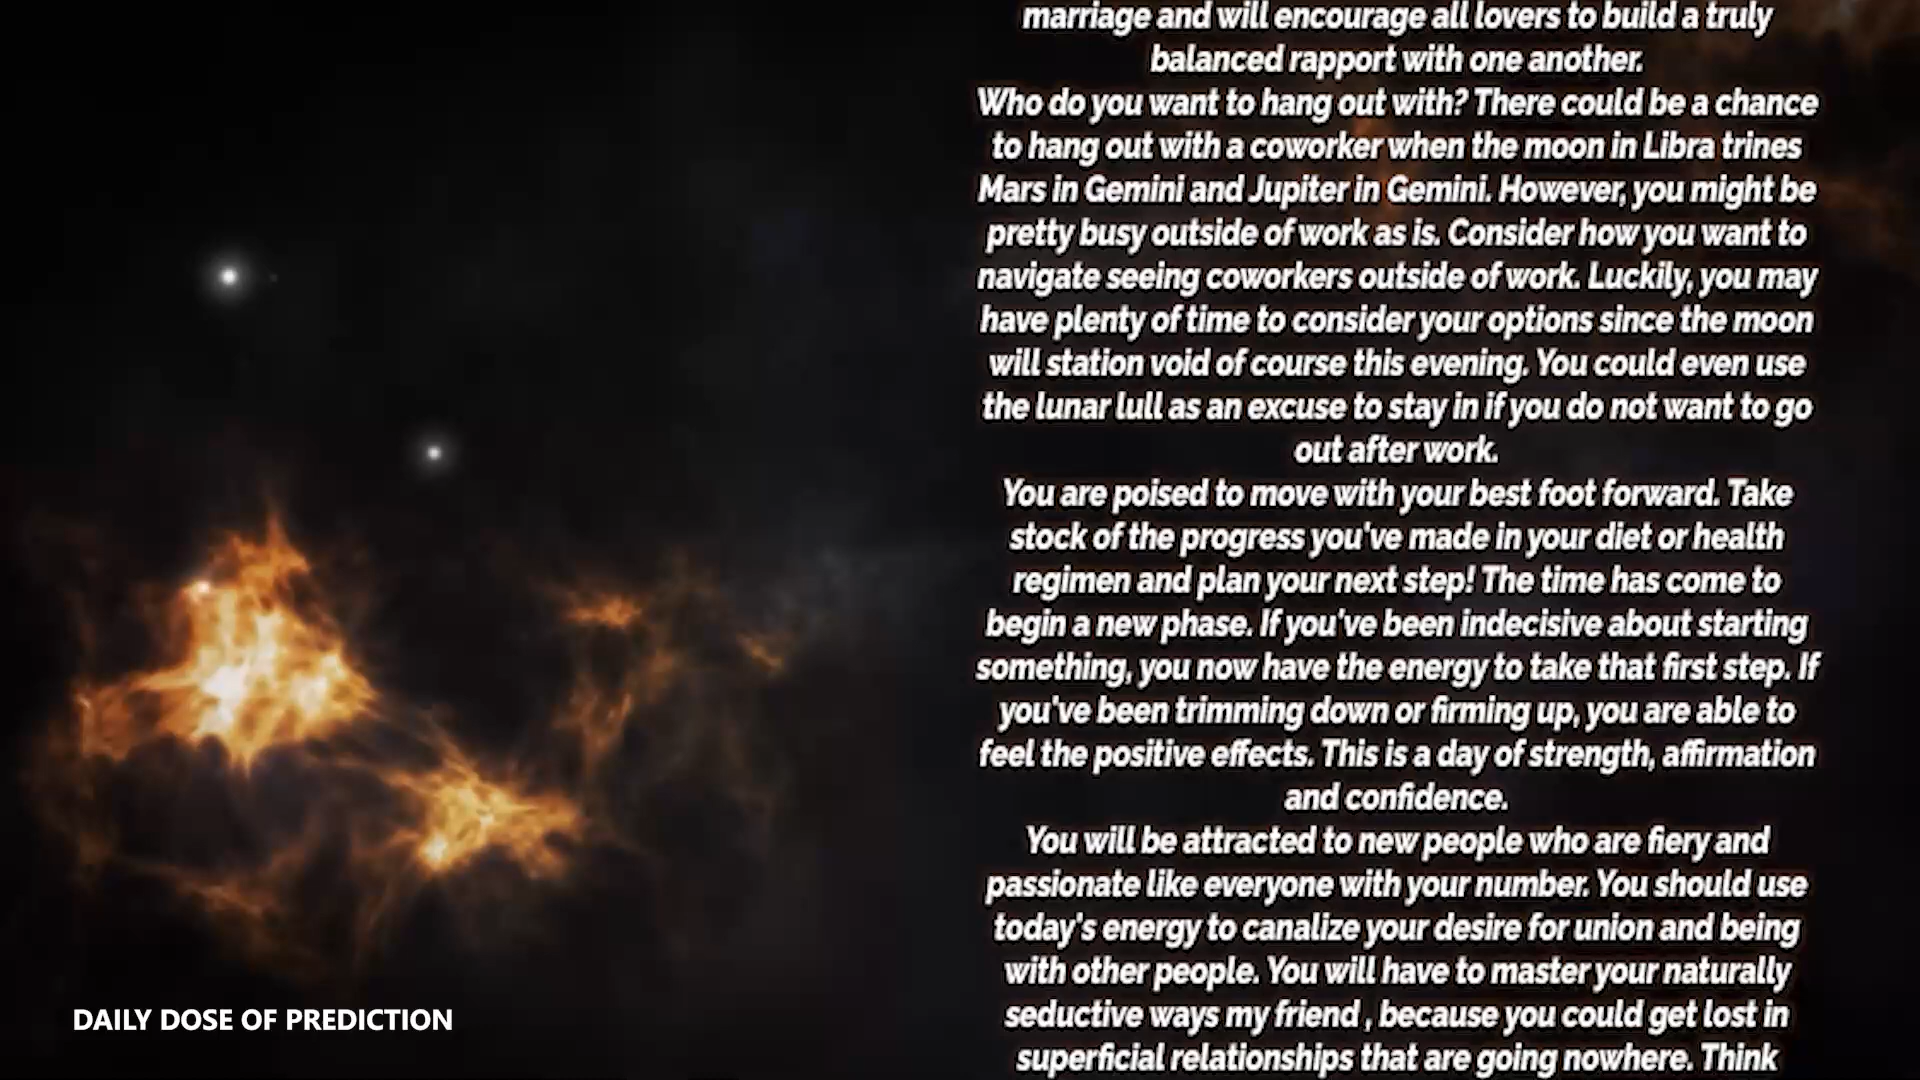 marriage and will encourage all lovers to build a truly
balanced rapport with one another.
Who do you want to hang out with? There could be a chance
to hang out with a coworker when the moon in Libra trines
Mars in Gemini and Jupiter in Gemini. However, you might be
pretty busy outside of work as is. Consider how you want to
navigate seeing coworkers outside of work. Luckily, you may
have plenty of time to consider your options since the moon
will station void of course this evening. You could even use
the lunar lull as an excuse to stay in if you do not want to go
out after work.
You are poised to move with your best foot forward. Take
stock of the progress you've made in your diet or health
regimen and plan your next step! The time has come to
begin a new phase. If you've been indecisive about starting
something, you now have the energy to take that first step. If
you've been trimming down or firming up, you are able to
feel the positive effects. This is a day of strength, affirmation
and confidence.
You will be attracted to new people who are fiery and
passionate like everyone with your number. You should use
today's energy to canalize your desire for union and being
with other people. You will have to master your naturally
seductive ways my friend , because you could get lost in
superficial relationships that are going nowhere. Think
DAILY DOSE OF PREDICTION